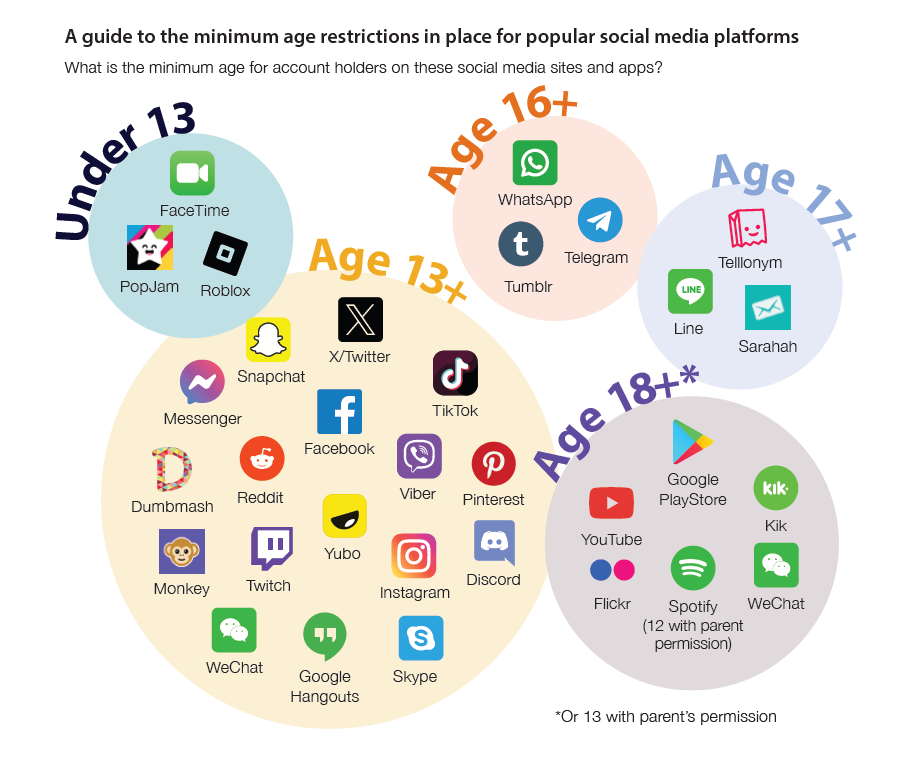 A guide to the minimum age restrictions in place for popular social media platforms
What is the minimum age for account holders on these social media sites and apps?
Under 13
FaceTime
PopJam
Roblox
Age 16+
WhatsApp
Telegram
Tumblr
Age 17+
Telllonym
LINE
Line
Sarahah
Age 13+
X/Twitter
Snapchat
TikTok
Messenger
Facebook
Viber
Pinterest
Reddit
Dumbmash
Yubo
Discord
Monkey
Twitch
Instagram
WeChat
Google
Hangouts
Skype
Age 18+*
Google
PlayStore
kik
Kik
YouTube
Flickr
Spotify
(12 with parent
permission)
WeChat
*Or 13 with parent's permission